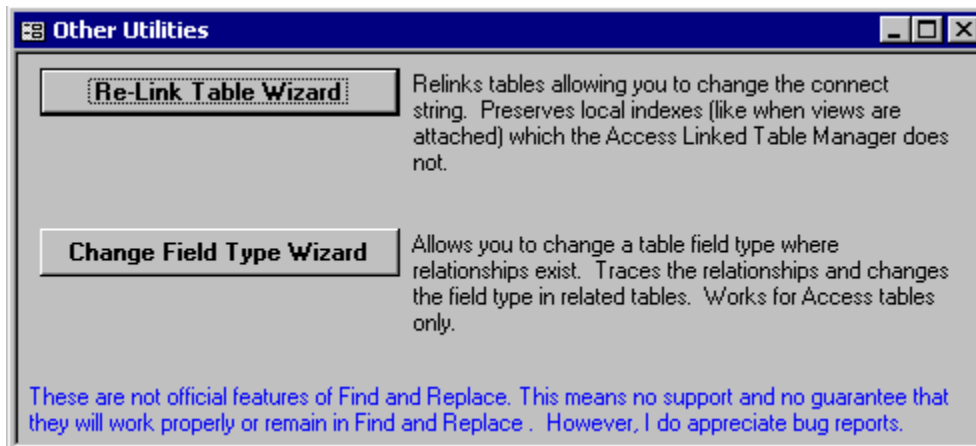 Other Utilities
Re-Link Table Wizard
Relinks tables allowing you to change the connect
string.  Preserves local indexes (like when views are
attached) which the Access Linked Table Manager does
not.
Change Field Type Wizard
Allows you to change a table field type where
relationships exist.  Traces the relationships and changes
the field type in related tables.  Works for Access tables
only.
These are not official features of Find and Replace. This means no support and no guarantee that
they will work properly or remain in Find and Replace .  However, I do appreciate bug reports.